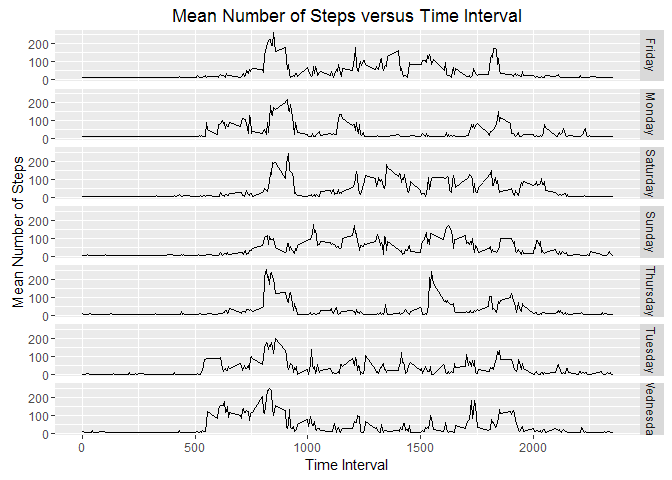 Mean Number of Steps versus Time Interval
Mean Number of Steps
200
100
0
Friday
200
100
0
Monday
200
100
0
Saturday
200
100
0
Sunday
200
100
0
Thursday
200
100
0
Tuesday
200
100
0
Wednesda
0 500 1000 1500 2000
Time Interval